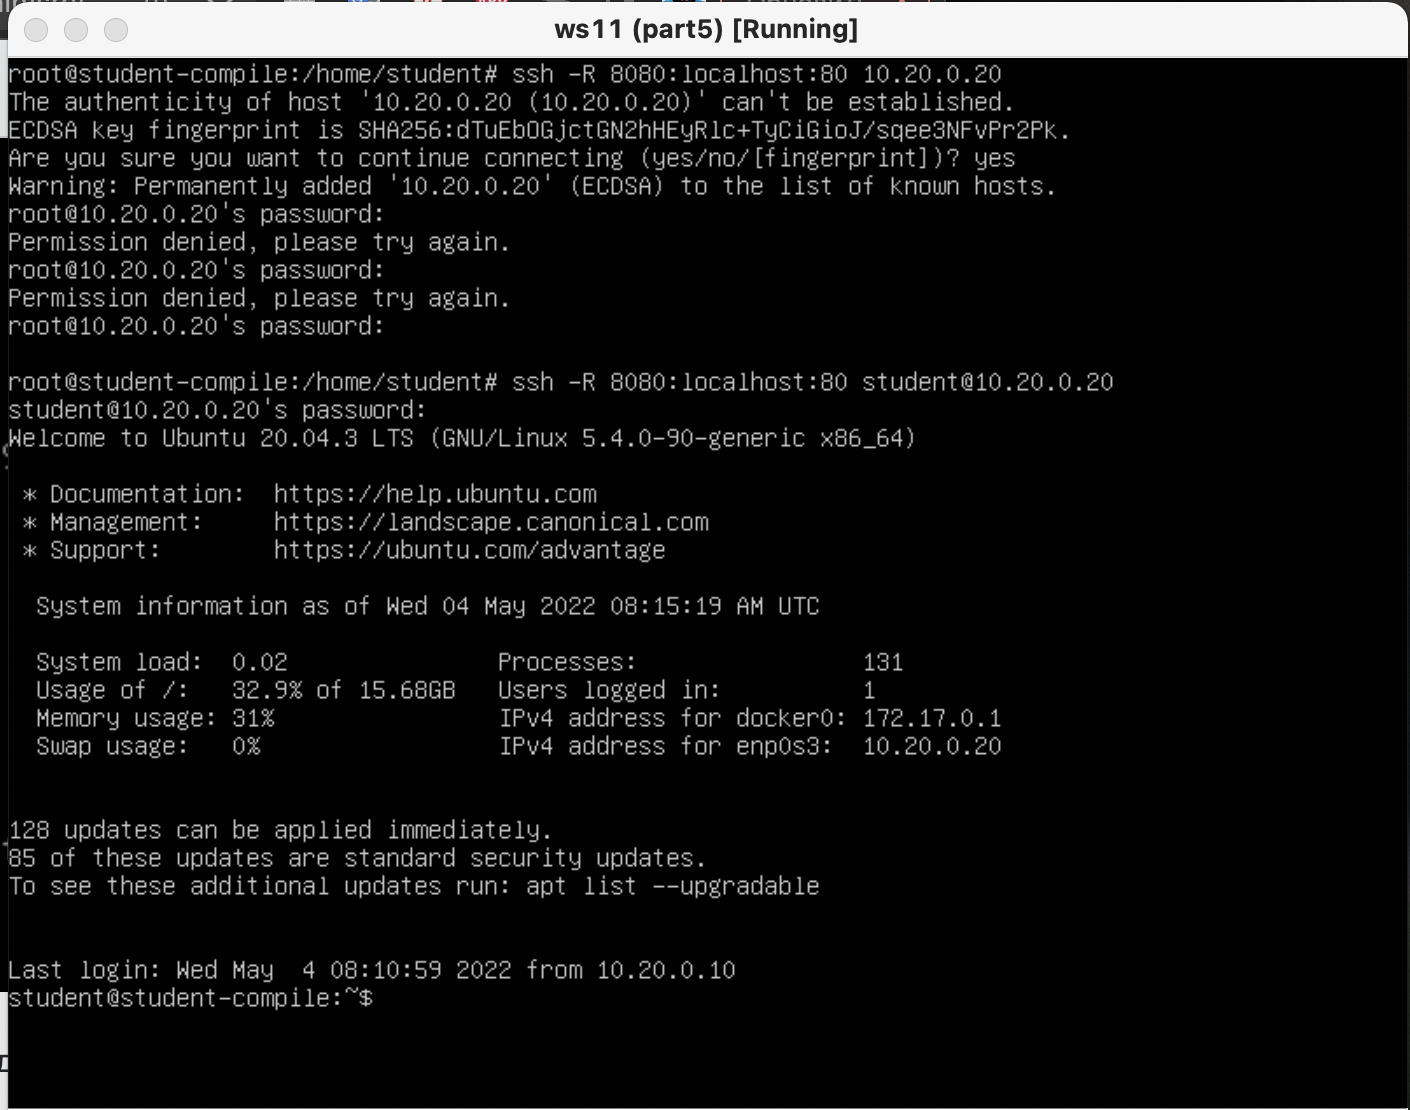 ws11 (part5) [Running]
root@student-compile:/home/student# ssh -R 8080:localhost:80 10.20.0.20
The authenticity of host '10.20.0.20 (10.20.0.20)' can't be established.
ECDSA key fingerprint is SHA256:dTuEbOGjctGN2hHEyRlc+TyCiGioJ/sqee3NFvPr2Pk.
Are you sure you want to continue connecting (yes/no/[fingerprint])? yes
Warning: Permanently added '10.20.0.20' (ECDSA) to the list of known hosts.
root@10.20.0.20's password:
Permission denied, please try again.
root@10.20.0.20's password:
Permission denied, please try again.
root@10.20.0.20's password:
root@student-compile:/home/student# ssh -R 8080:localhost:80 student@10.20.0.20
student@10.20.0.20's password:
Welcome to Ubuntu 20.04.3 LTS (GNU/Linux 5.4.0-90-generic x86_64)
* Documentation:  https://help.ubuntu.com
* Management:     https://landscape.canonical.com
* Support:        https://ubuntu.com/advantage
System information as of Wed 04 May 2022 08:15:19 AM UTC
System load:  0.02               Processes:                131
Usage of /:   32.9% of 15.68GB   Users logged in:          1
Memory usage: 31%                IPv4 address for docker0: 172.17.0.1
Swap usage:   0%                 IPv4 address for enp0s3:  10.20.0.20
128 updates can be applied immediately.
85 of these updates are standard security updates.
To see these additional updates run: apt list --upgradable
Last login: Wed May  4 08:10:59 2022 from 10.20.0.10
student@student-compile:~$